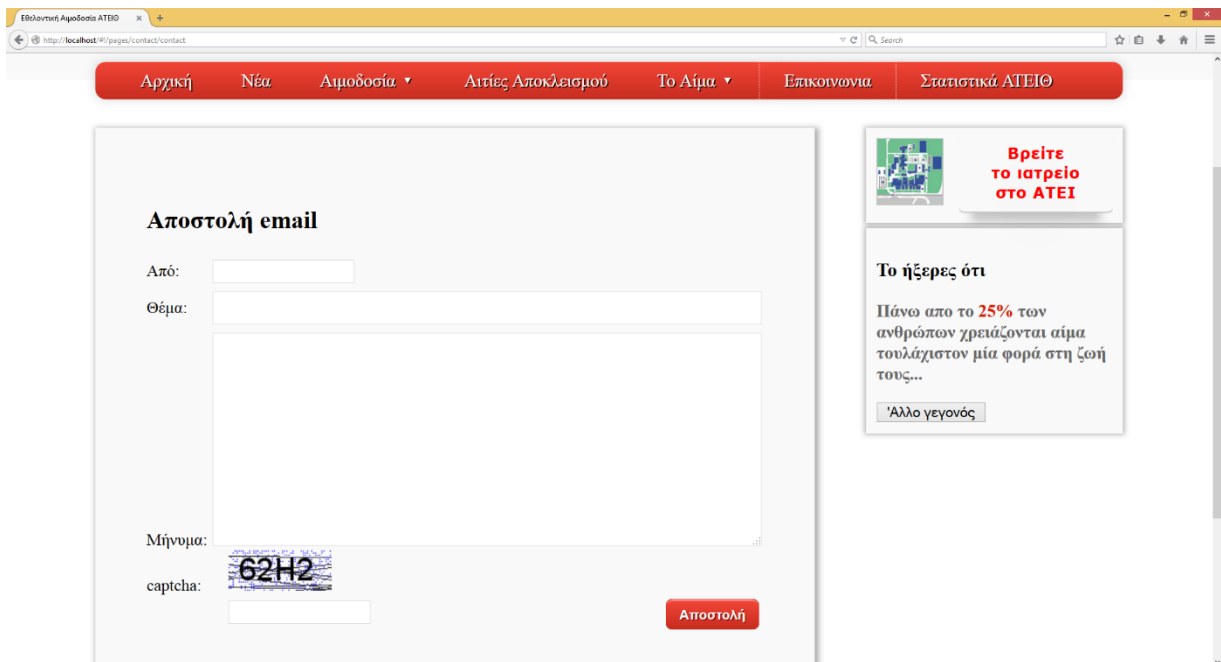 Εθελοντική Αιμοδοσία ΑΤΕΙΘ × +
http://localhost/#!/pages/contact/contact Search
Αρχική Νέα Αιμοδοσία ▼ Αιτίες Αποκλεισμού Το Αίμα ▼ Επικοινωνια Στατιστικά ΑΤΕΙΘ
Αποστολή email
Από:
Θέμα:
Μήνυμα:
62H2
captcha:
Αποστολή
Βρείτε
το ιατρείο
στο ΑΤΕΙ
Το ήξερες ότι
Πάνω απο το 25% των
ανθρώπων χρειάζονται αίμα
τουλάχιστον μία φορά στη ζωή
τους...
'Αλλο γεγονός